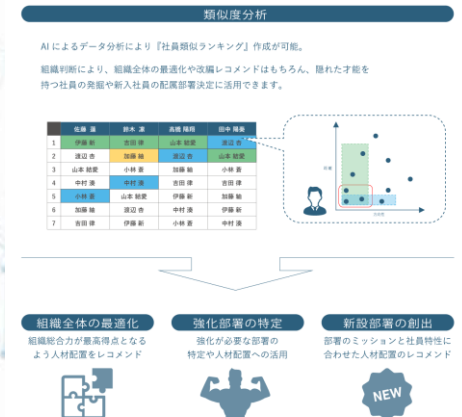 類似度分析
AI によるデータ分析により『社員類似ランキング』作成が可能。
組織判断により、組織全体の最適化や改編レコメンドはもちろん、隠れた才能を
持つ社員の発掘や新入社員の配属部署決定に活用できます。
佐藤 蓮 鈴木 凛 高橋 陽翔 田中 陽葵
1 伊藤 新 吉田 律 山本 結愛 渡辺 杏
2 渡辺 杏 加藤 紬 渡辺 杏 山本 結愛
3 山本 結愛 小林 蒼 加藤 紬 小林 蒼
4 中村 湊 中村 湊 吉田 律 吉田 律
5 小林 蒼 山本 結愛 伊藤 新 加藤 紬
6 加藤 紬 渡辺 杏 中村 湊 伊藤 新
7 吉田 律 伊藤 新 小林 蒼 中村 湊
組織全体の最適化
組織総合力が最高得点となる
よう人材配置をレコメンド
強化部署の特定
強化が必要な部署の
特定や人材配置への活用
新設部署の創出
部署のミッションと社員特性に
合わせた人材配置のレコメンド
NEW